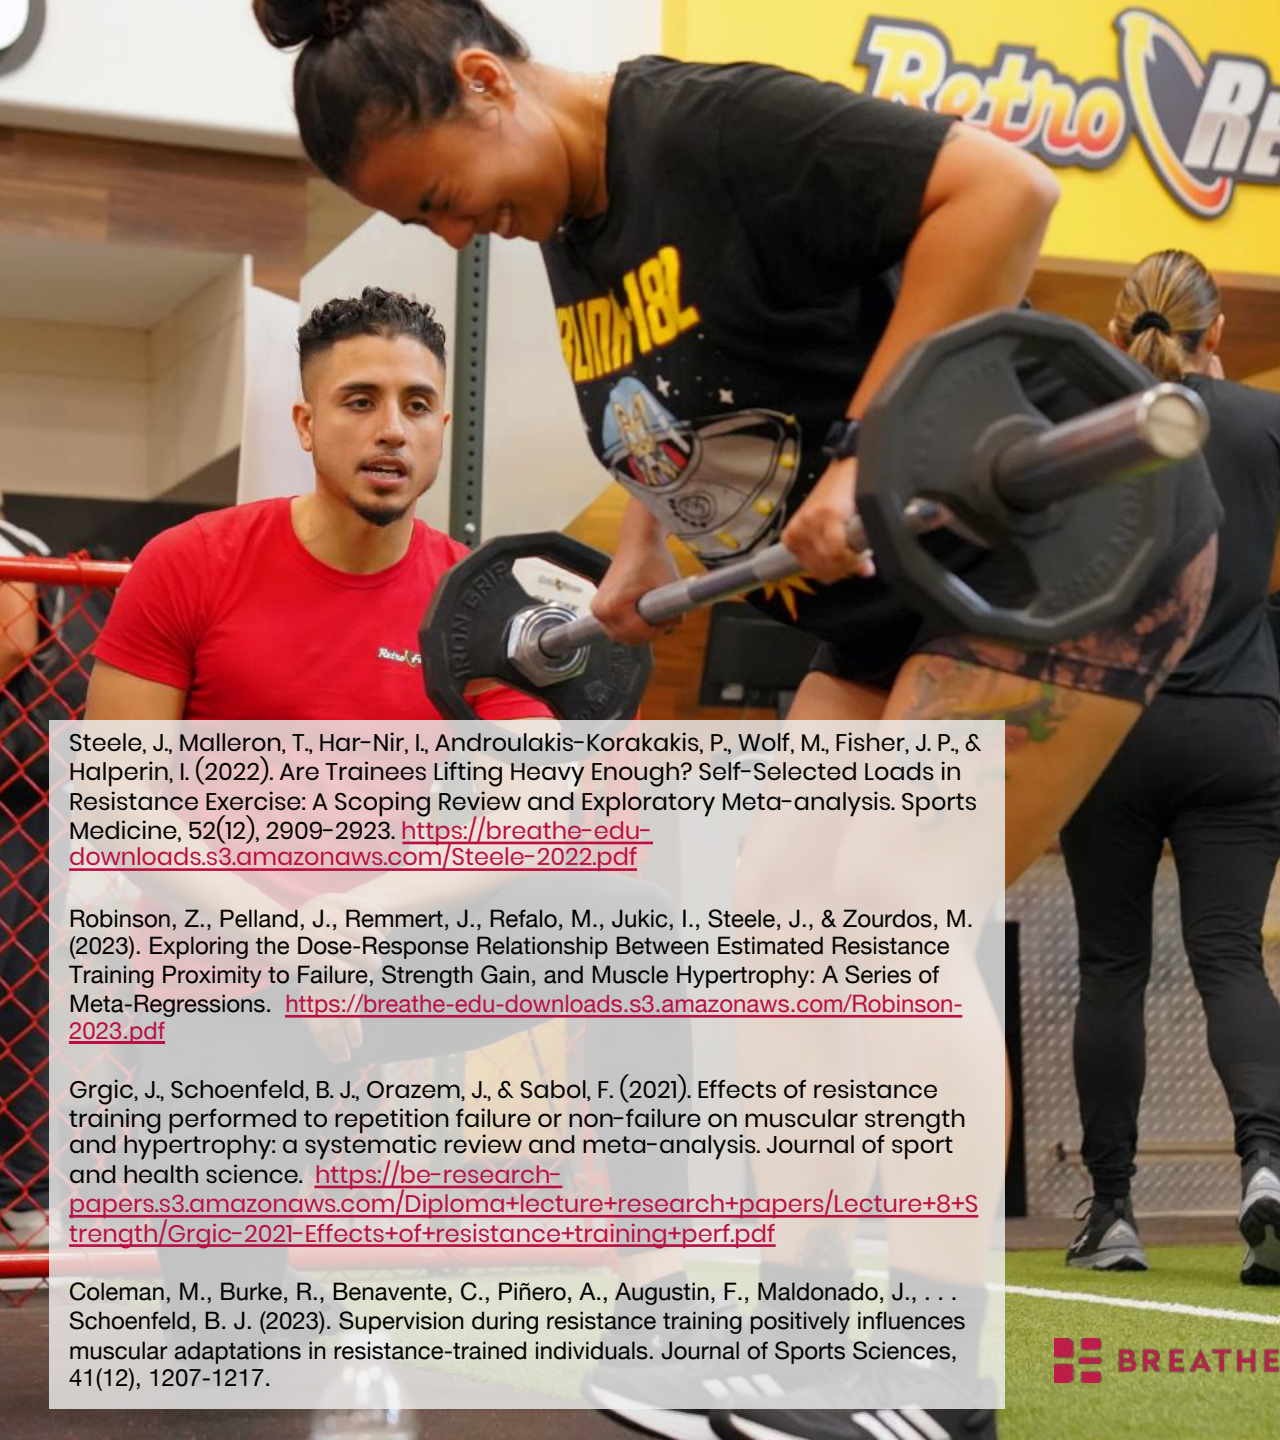 Retro RE
BLINK-182
IRON GRIP
Retro F
Steele, J., Malleron, T., Har-Nir, I., Androulakis-Korakakis, P., Wolf, M., Fisher, J. P., &
Halperin, I. (2022). Are Trainees Lifting Heavy Enough? Self-Selected Loads in
Resistance Exercise: A Scoping Review and Exploratory Meta-analysis. Sports
Medicine, 52(12), 2909-2923. https://breathe-edu-
downloads.s3.amazonaws.com/Steele-2022.pdf
Robinson, Z., Pelland, J., Remmert, J., Refalo, M., Jukic, I., Steele, J., & Zourdos, M.
(2023). Exploring the Dose-Response Relationship Between Estimated Resistance
Training Proximity to Failure, Strength Gain, and Muscle Hypertrophy: A Series of
Meta-Regressions. https://breathe-edu-downloads.s3.amazonaws.com/Robinson-
2023.pdf
Grgic, J., Schoenfeld, B. J., Orazem, J., & Sabol, F. (2021). Effects of resistance
training performed to repetition failure or non-failure on muscular strength
and hypertrophy: a systematic review and meta-analysis. Journal of sport
and health science. https://be-research-
papers.s3.amazonaws.com/Diploma+lecture+research+papers/Lecture+8+S
trength/Grgic-2021-Effects+of+resistance+training+perf.pdf
Coleman, M., Burke, R., Benavente, C., Piñero, A., Augustin, F., Maldonado, J., . . .
Schoenfeld, B. J. (2023). Supervision during resistance training positively influences
muscular adaptations in resistance-trained individuals. Journal of Sports Sciences,
41(12), 1207-1217.
BREATHE